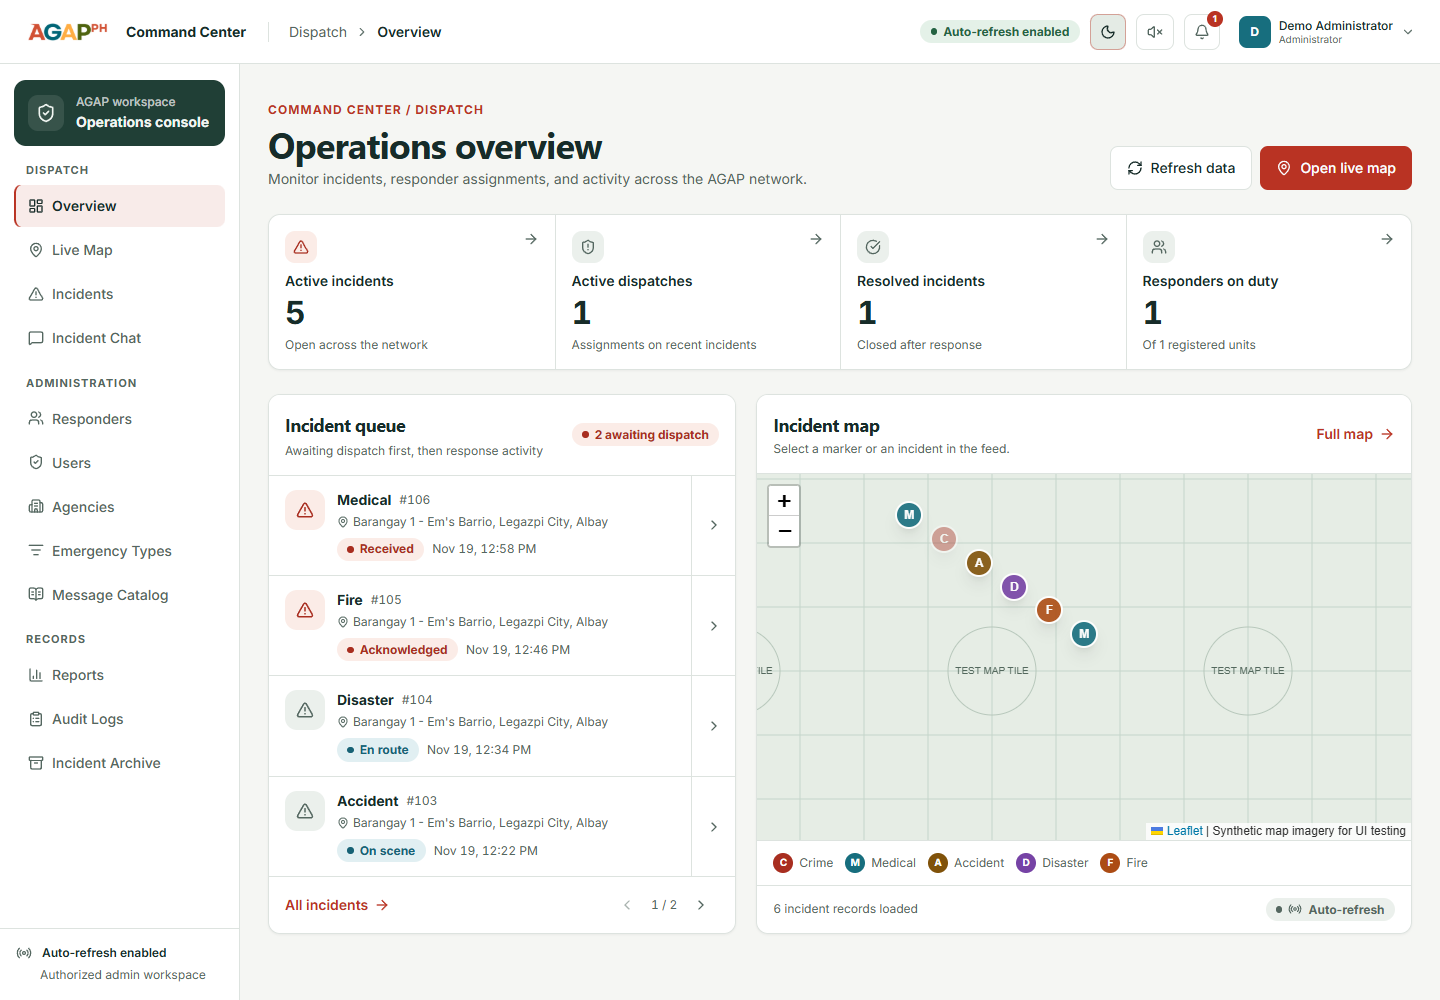 AGAPPH Command Center Dispatch Overview
Auto-refresh enabled
1
D Demo Administrator
Administrator
AGAP workspace
Operations console
DISPATCH
Overview
Live Map
Incidents
Incident Chat
ADMINISTRATION
Responders
Users
Agencies
Emergency Types
Message Catalog
RECORDS
Reports
Audit Logs
Incident Archive
Auto-refresh enabled
Authorized admin workspace
COMMAND CENTER / DISPATCH
Operations overview
Monitor incidents, responder assignments, and activity across the AGAP network.
Refresh data
Open live map
Active incidents
5
Open across the network
Active dispatches
1
Assignments on recent incidents
Resolved incidents
1
Closed after response
Responders on duty
1
Of 1 registered units
Incident queue
Awaiting dispatch first, then response activity
2 awaiting dispatch
Medical #106
Barangay 1 - Em's Barrio, Legazpi City, Albay
Received Nov 19, 12:58 PM
Fire #105
Barangay 1 - Em's Barrio, Legazpi City, Albay
Acknowledged Nov 19, 12:46 PM
Disaster #104
Barangay 1 - Em's Barrio, Legazpi City, Albay
En route Nov 19, 12:34 PM
Accident #103
Barangay 1 - Em's Barrio, Legazpi City, Albay
On scene Nov 19, 12:22 PM
All incidents
1 / 2
Incident map
Select a marker or an incident in the feed.
Full map
+
−
M
C
A
D
F
M
ILE
TEST MAP TILE
TEST MAP TILE
Leaflet | Synthetic map imagery for UI testing
C Crime M Medical A Accident D Disaster F Fire
6 incident records loaded
Auto-refresh